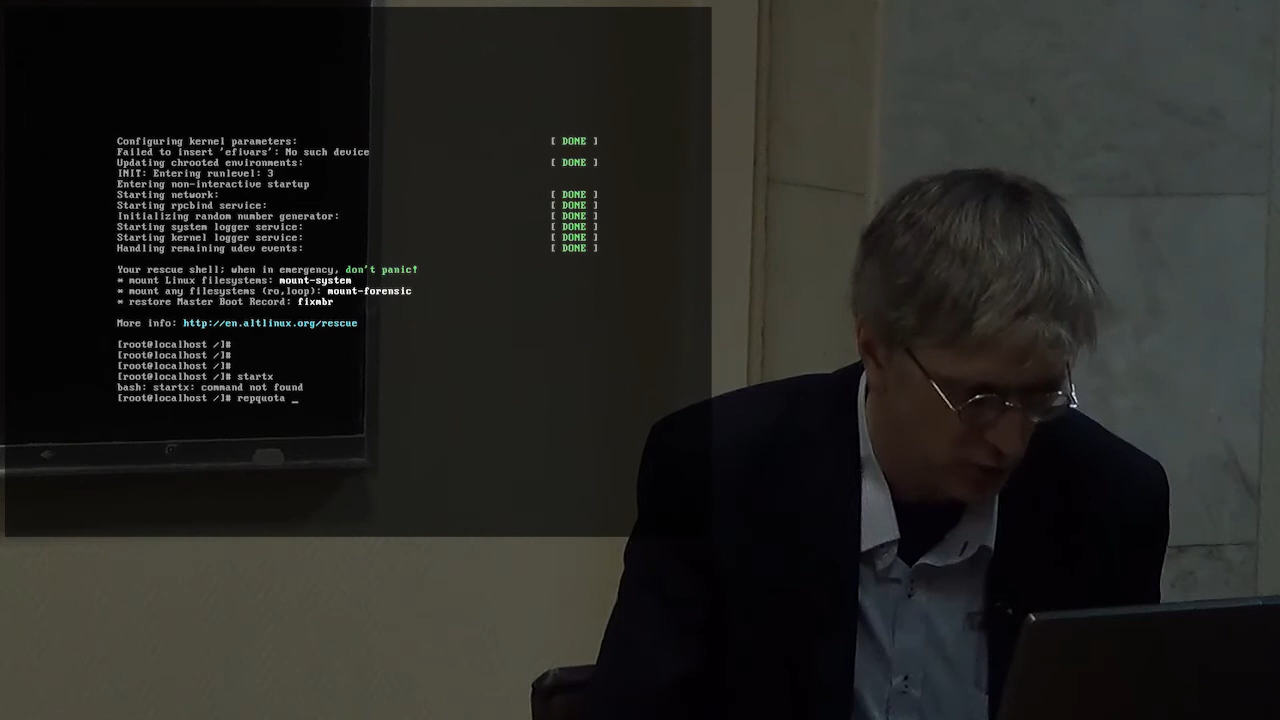 Configuring kernel parameters: [ DONE ]
Failed to insert 'efivars': No such device
Updating chrooted environments: [ DONE ]
INIT: Entering runlevel: 3
Entering non-interactive startup
Starting network: [ DONE ]
Starting rpcbind service: [ DONE ]
Initializing random number generator: [ DONE ]
Starting system logger service: [ DONE ]
Starting kernel logger service: [ DONE ]
Handling remaining udev events: [ DONE ]
Your rescue shell; when in emergency, don't panic!
* mount Linux filesystems: mount-system
* mount any filesystems (ro,loop): mount-forensic
* restore Master Boot Record: fixmbr
More info: http://en.altlinux.org/rescue
[root@localhost /]#
[root@localhost /]#
[root@localhost /]#
[root@localhost /]# startx
bash: startx: command not found
[root@localhost /]# repquota _